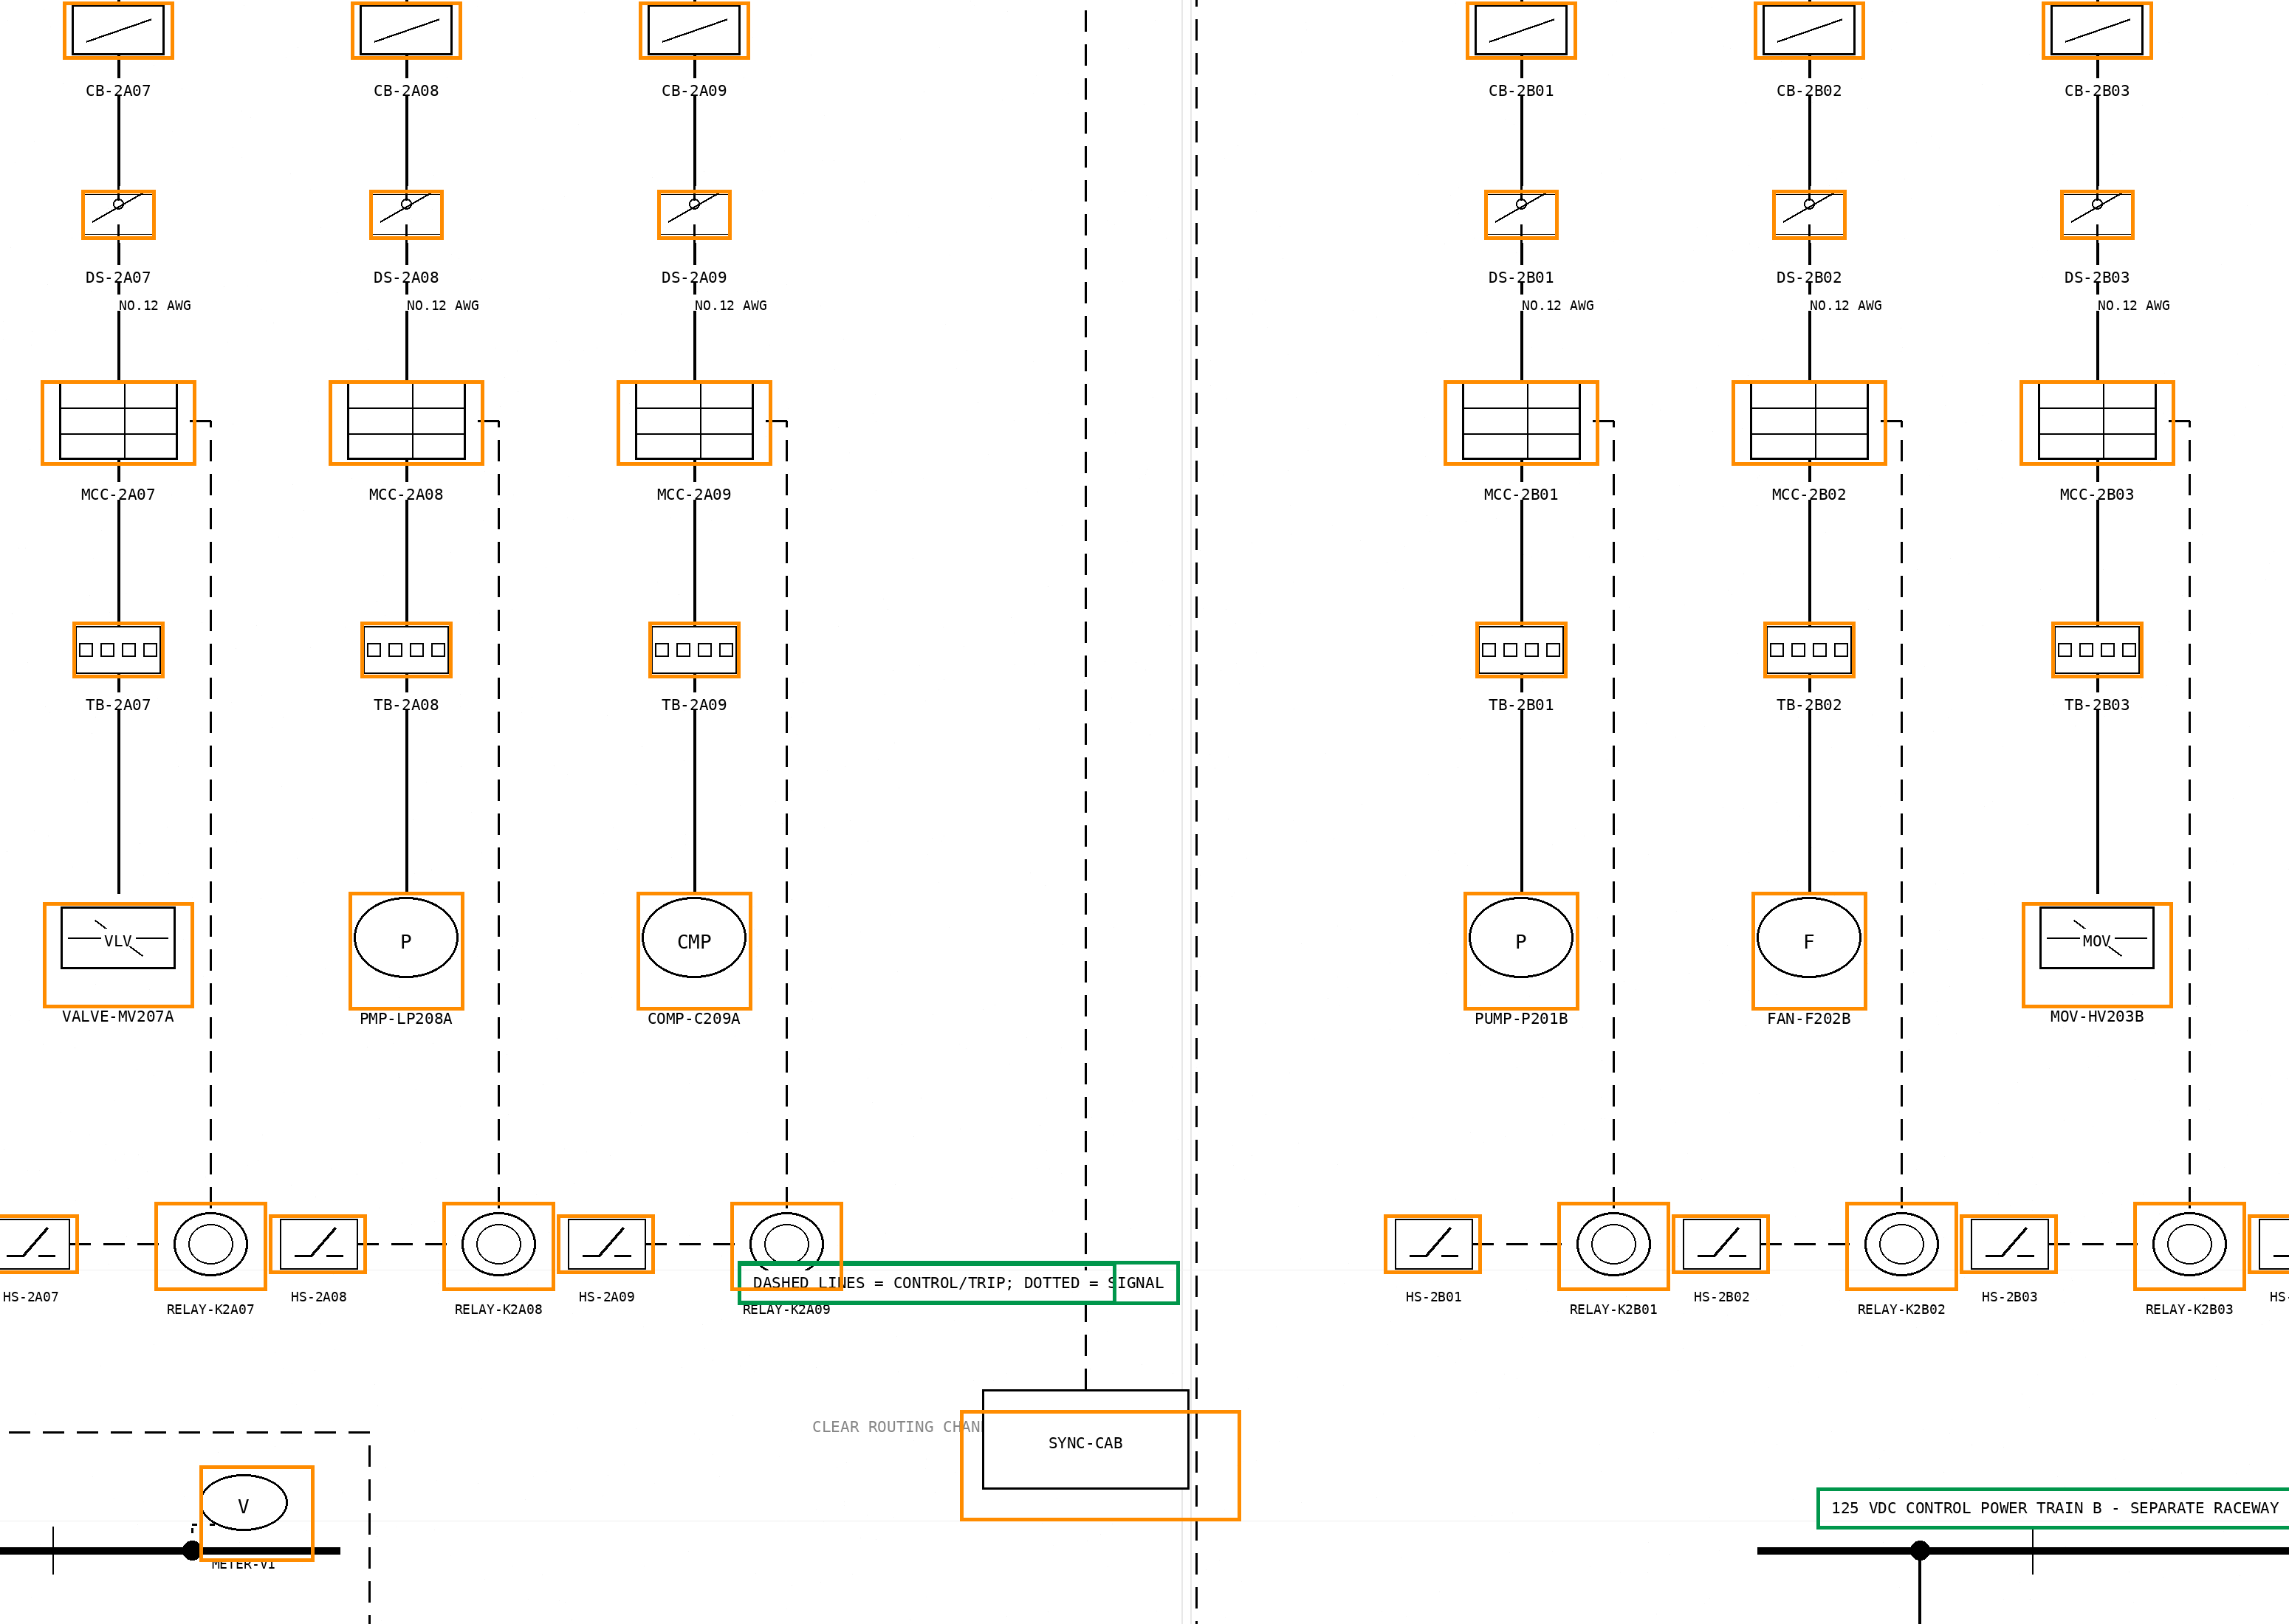 CB-2A07 CB-2A08 CB-2A09 CB-2B01 CB-2B02 CB-2B03
DS-2A07 DS-2A08 DS-2A09 DS-2B01 DS-2B02 DS-2B03
NO.12 AWG NO.12 AWG NO.12 AWG NO.12 AWG NO.12 AWG NO.12 AWG
MCC-2A07 MCC-2A08 MCC-2A09 MCC-2B01 MCC-2B02 MCC-2B03
TB-2A07 TB-2A08 TB-2A09 TB-2B01 TB-2B02 TB-2B03
VLV P CMP P F MOV
VALVE-MV207A PMP-LP208A COMP-C209A PUMP-P201B FAN-F202B MOV-HV203B
DASHED LINES = CONTROL/TRIP; DOTTED = SIGNAL
HS-2A07 HS-2A08 HS-2A09 HS-2B01 HS-2B02 HS-2B03 HS-
RELAY-K2A07 RELAY-K2A08 RELAY-K2A09 RELAY-K2B01 RELAY-K2B02 RELAY-K2B03
CLEAR ROUTING CHAN
SYNC-CAB
V
125 VDC CONTROL POWER TRAIN B - SEPARATE RACEWAY
METER-V1